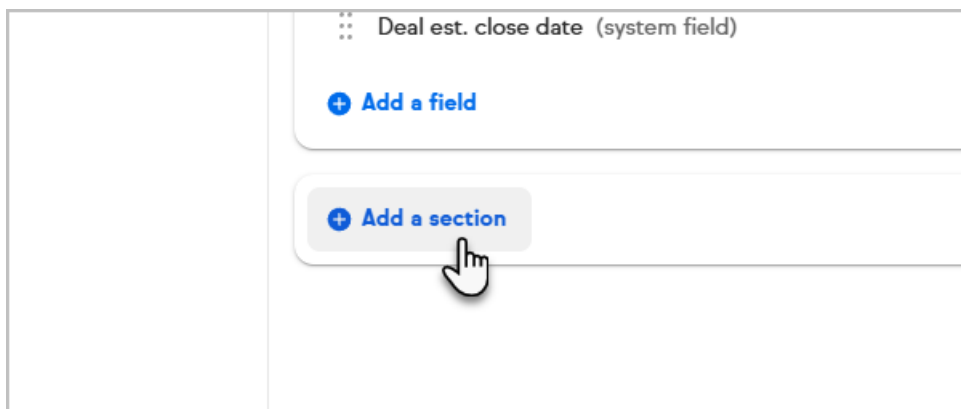 Deal est. close date (system field)
Add a field
Add a section